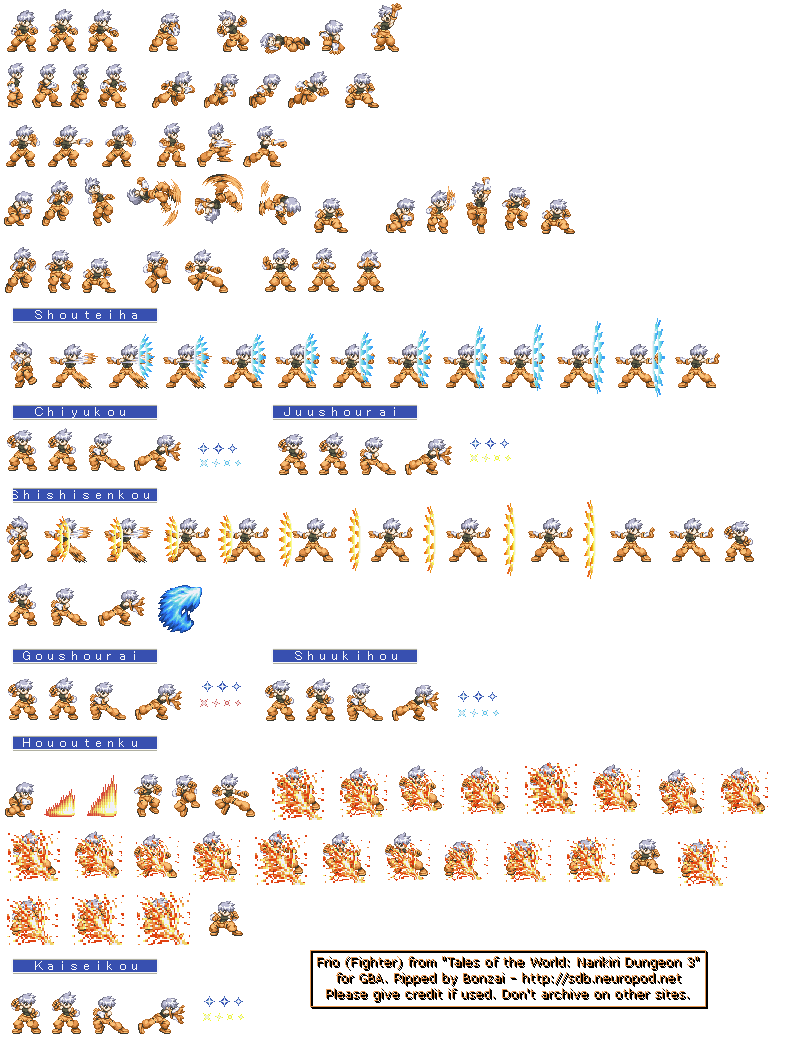 Shouteiha
Chiyukou
Juushourai
Shishisenkou
Goushourai
Shuukihou
Hououtenku
Kaiseikou
Frio (Fighter) from "Tales of the World: Narikiri Dungeon 3"
for GBA. Ripped by Bonzai - http://sdb.neuropod.net
Please give credit if used. Don't archive on other sites.